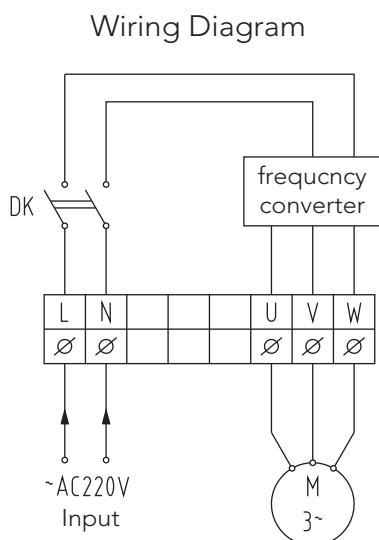 Wiring Diagram
frequcncy
converter
DK
L N U V W
~AC220V
Input
M
3~